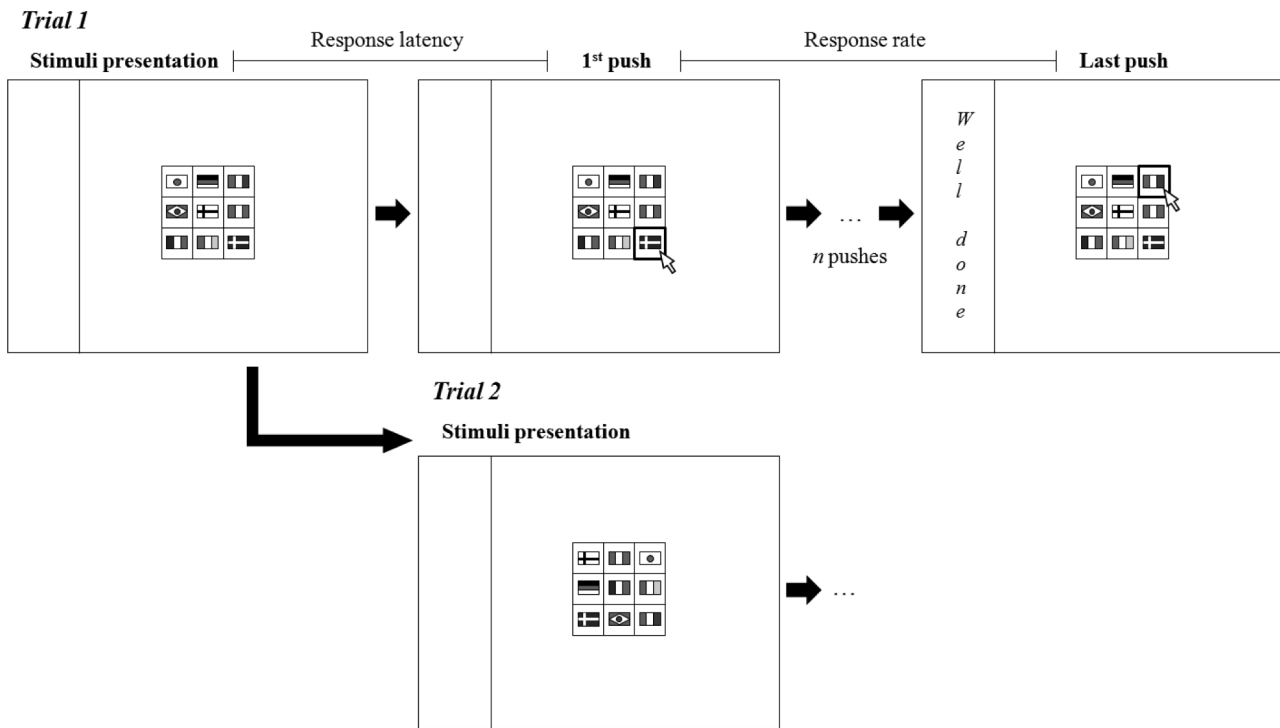 Trial 1
Response latency
Response rate
Stimuli presentation
1st push
Last push
W
e
l
l
d
o
n
e
…
n pushes
Trial 2
Stimuli presentation
…